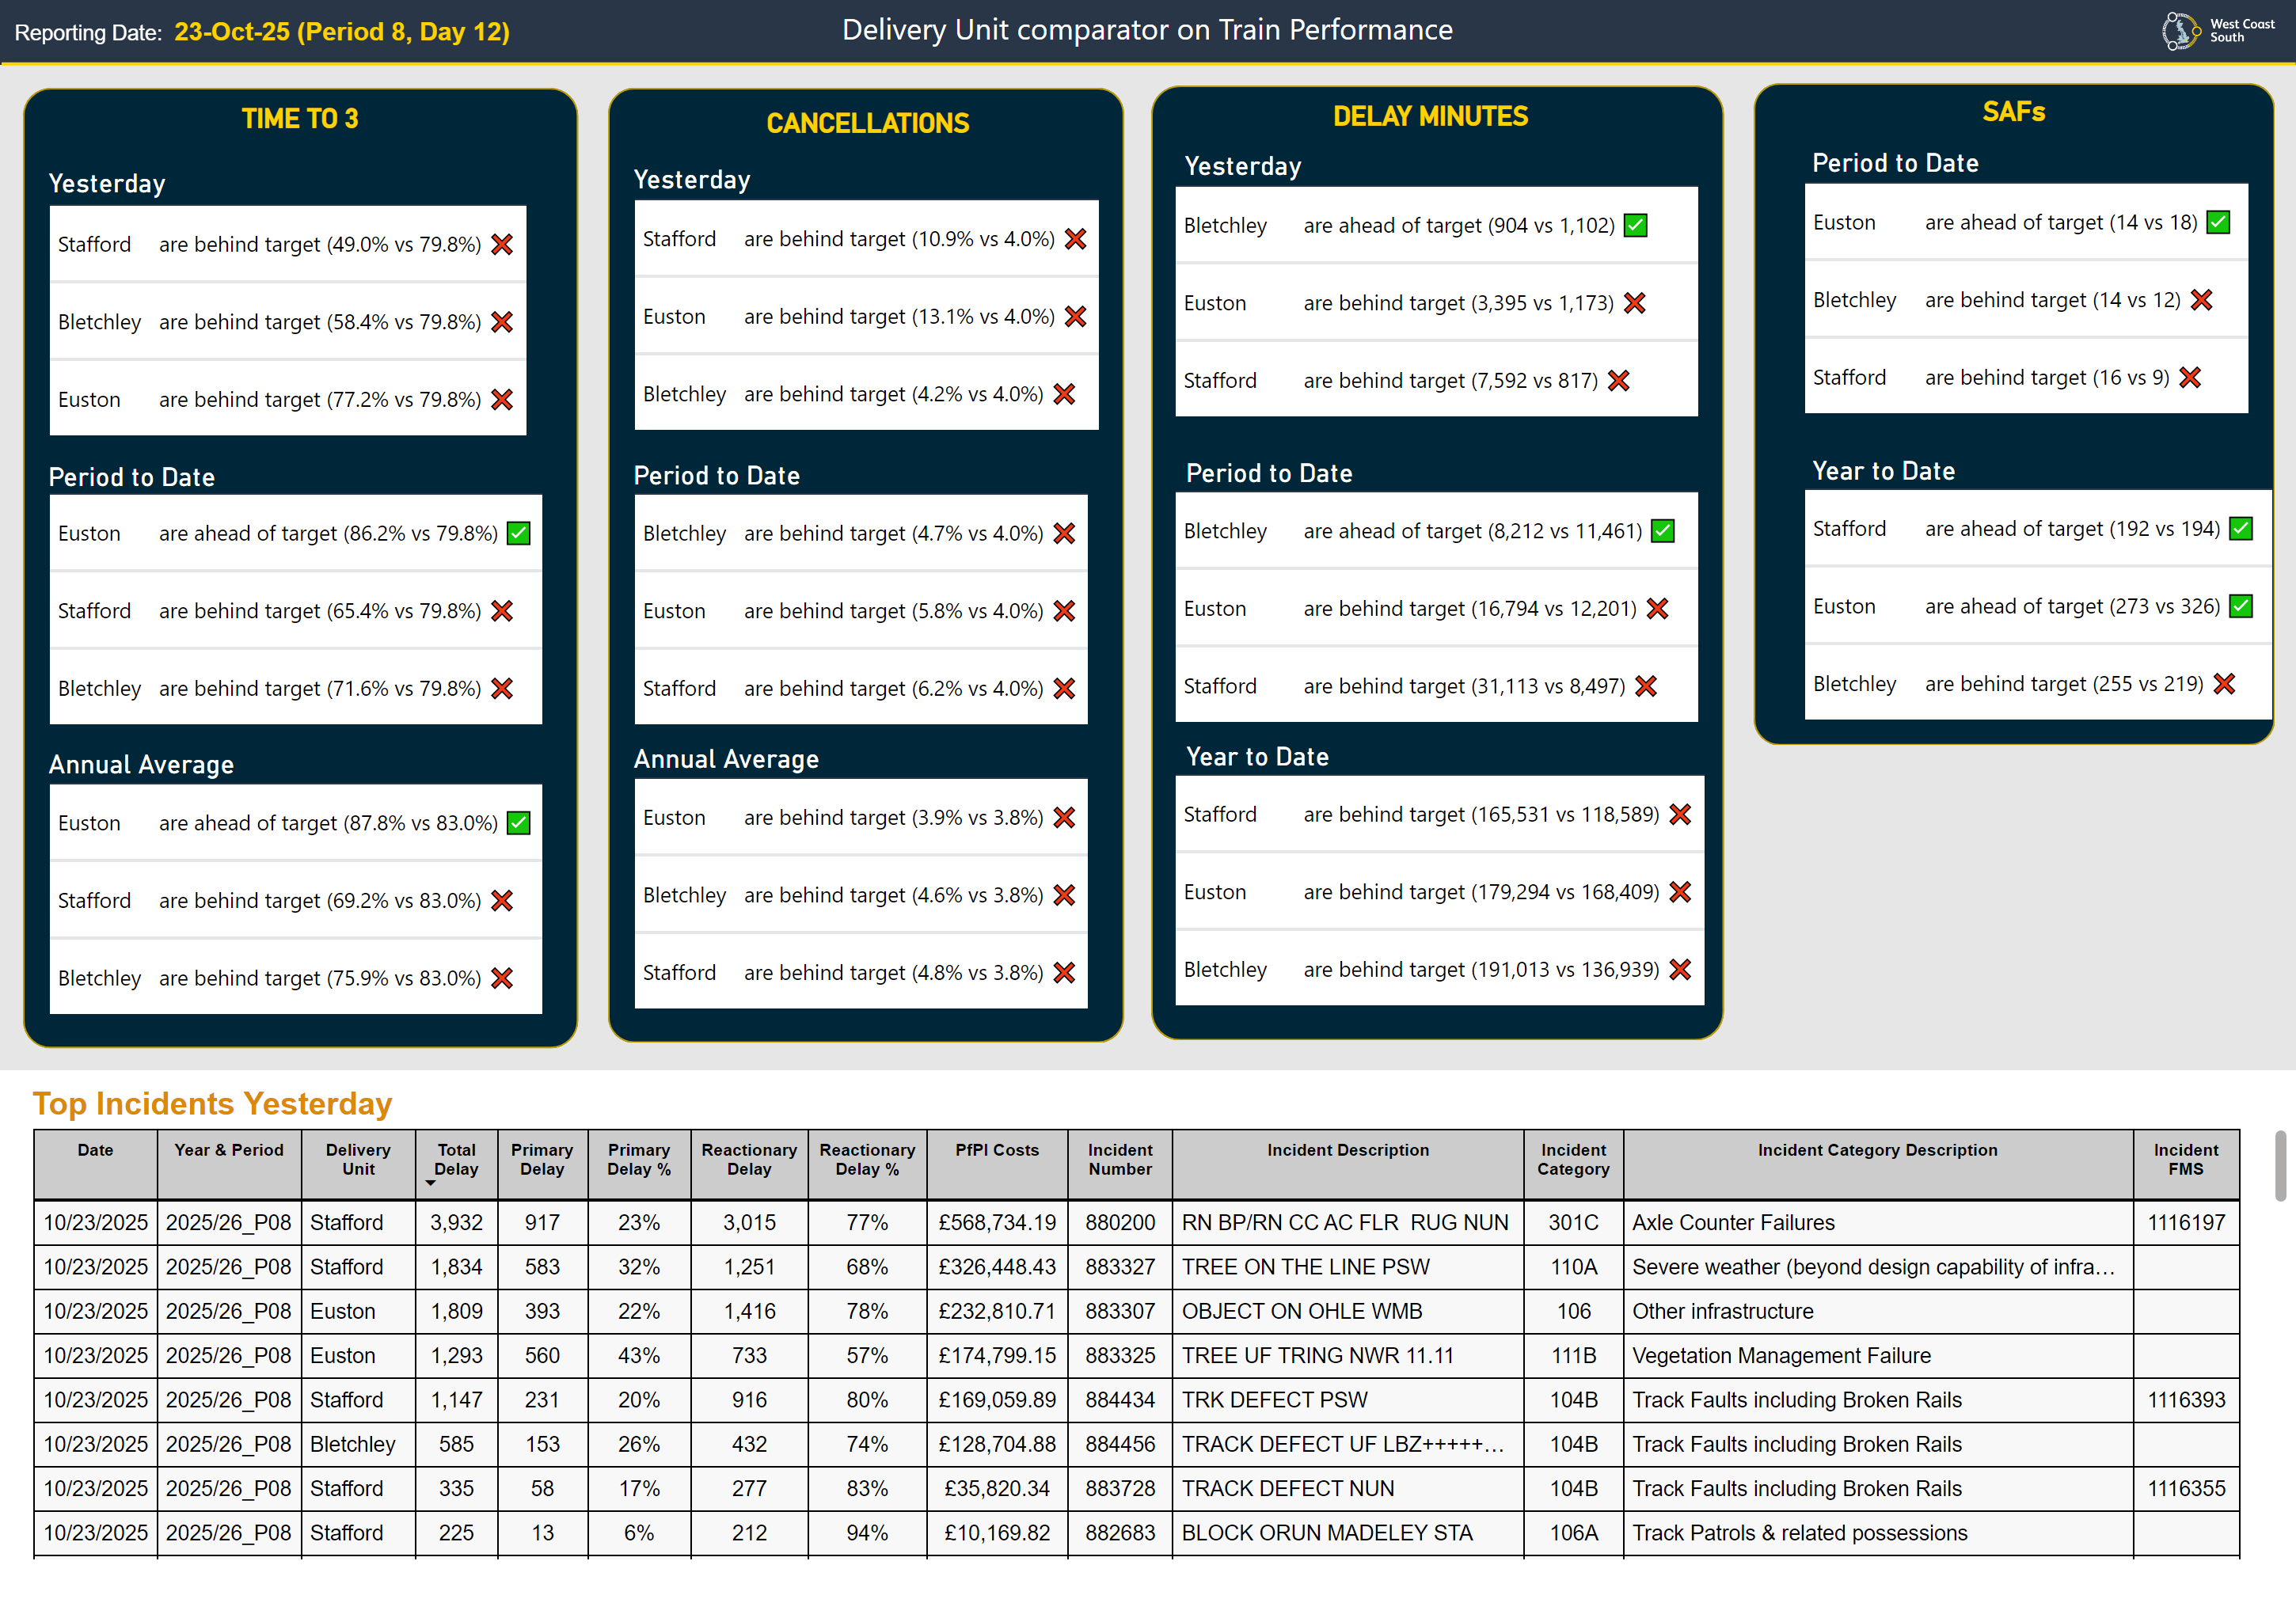 Reporting Date: 23-Oct-25 (Period 8, Day 12)
Delivery Unit comparator on Train Performance
West Coast
South
TIME TO 3
Yesterday
Stafford are behind target (49.0% vs 79.8%) ❌
Bletchley are behind target (58.4% vs 79.8%) ❌
Euston are behind target (77.2% vs 79.8%) ❌
Period to Date
Euston are ahead of target (86.2% vs 79.8%) ✅
Stafford are behind target (65.4% vs 79.8%) ❌
Bletchley are behind target (71.6% vs 79.8%) ❌
Annual Average
Euston are ahead of target (87.8% vs 83.0%) ✅
Stafford are behind target (69.2% vs 83.0%) ❌
Bletchley are behind target (75.9% vs 83.0%) ❌
CANCELLATIONS
Yesterday
Stafford are behind target (10.9% vs 4.0%) ❌
Euston are behind target (13.1% vs 4.0%) ❌
Bletchley are behind target (4.2% vs 4.0%) ❌
Period to Date
Bletchley are behind target (4.7% vs 4.0%) ❌
Euston are behind target (5.8% vs 4.0%) ❌
Stafford are behind target (6.2% vs 4.0%) ❌
Annual Average
Euston are behind target (3.9% vs 3.8%) ❌
Bletchley are behind target (4.6% vs 3.8%) ❌
Stafford are behind target (4.8% vs 3.8%) ❌
DELAY MINUTES
Yesterday
Bletchley are ahead of target (904 vs 1,102) ✅
Euston are behind target (3,395 vs 1,173) ❌
Stafford are behind target (7,592 vs 817) ❌
Period to Date
Bletchley are ahead of target (8,212 vs 11,461) ✅
Euston are behind target (16,794 vs 12,201) ❌
Stafford are behind target (31,113 vs 8,497) ❌
Year to Date
Stafford are behind target (165,531 vs 118,589) ❌
Euston are behind target (179,294 vs 168,409) ❌
Bletchley are behind target (191,013 vs 136,939) ❌
SAFs
Period to Date
Euston are ahead of target (14 vs 18) ✅
Bletchley are behind target (14 vs 12) ❌
Stafford are behind target (16 vs 9) ❌
Year to Date
Stafford are ahead of target (192 vs 194) ✅
Euston are ahead of target (273 vs 326) ✅
Bletchley are behind target (255 vs 219) ❌
Top Incidents Yesterday
Date Year & Period Delivery Unit Total Delay Primary Delay Primary Delay % Reactionary Delay Reactionary Delay % PfPI Costs Incident Number Incident Description Incident Category Incident Category Description Incident FMS
10/23/2025 2025/26_P08 Stafford 3,932 917 23% 3,015 77% £568,734.19 880200 RN BP/RN CC AC FLR RUG NUN 301C Axle Counter Failures 1116197
10/23/2025 2025/26_P08 Stafford 1,834 583 32% 1,251 68% £326,448.43 883327 TREE ON THE LINE PSW 110A Severe weather (beyond design capability of infra...
10/23/2025 2025/26_P08 Euston 1,809 393 22% 1,416 78% £232,810.71 883307 OBJECT ON OHLE WMB 106 Other infrastructure
10/23/2025 2025/26_P08 Euston 1,293 560 43% 733 57% £174,799.15 883325 TREE UF TRING NWR 11.11 111B Vegetation Management Failure
10/23/2025 2025/26_P08 Stafford 1,147 231 20% 916 80% £169,059.89 884434 TRK DEFECT PSW 104B Track Faults including Broken Rails 1116393
10/23/2025 2025/26_P08 Bletchley 585 153 26% 432 74% £128,704.88 884456 TRACK DEFECT UF LBZ+++++... 104B Track Faults including Broken Rails
10/23/2025 2025/26_P08 Stafford 335 58 17% 277 83% £35,820.34 883728 TRACK DEFECT NUN 104B Track Faults including Broken Rails 1116355
10/23/2025 2025/26_P08 Stafford 225 13 6% 212 94% £10,169.82 882683 BLOCK ORUN MADELEY STA 106A Track Patrols & related possessions